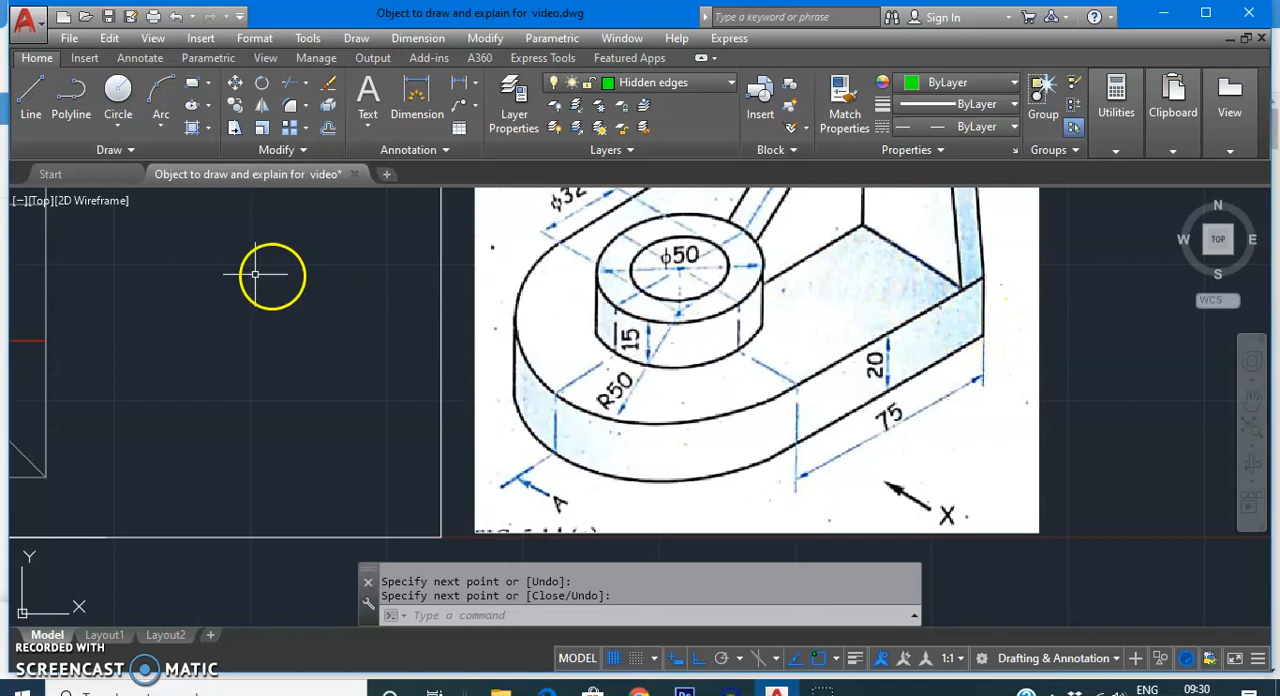 Object to draw and explain for video.dwg
Type a keyword or phrase
Sign In
File Edit View Insert Format Tools Draw Dimension Modify Parametric Window Help Express
Home Insert Annotate Parametric View Manage Output Add-ins A360 Express Tools Featured Apps
Hidden edges
ByLayer
ByLayer
ByLayer
Line Polyline Circle Arc Text Dimension Layer Properties Insert Match Properties Group Utilities Clipboard View
Draw Modify Annotation Layers Block Properties Groups
Start
Object to draw and explain for video*
[−][Top][2D Wireframe]
N
W TOP E
S
WCS
ϕ32
ϕ50
15
R50
20
75
A
X
Y
X
Specify next point or [Undo]:
Specify next point or [Close/Undo]:
Type a command
Model Layout1 Layout2
RECORDED WITH
SCREENCAST MATIC
MODEL 1:1 Drafting & Annotation
ENG
09:30